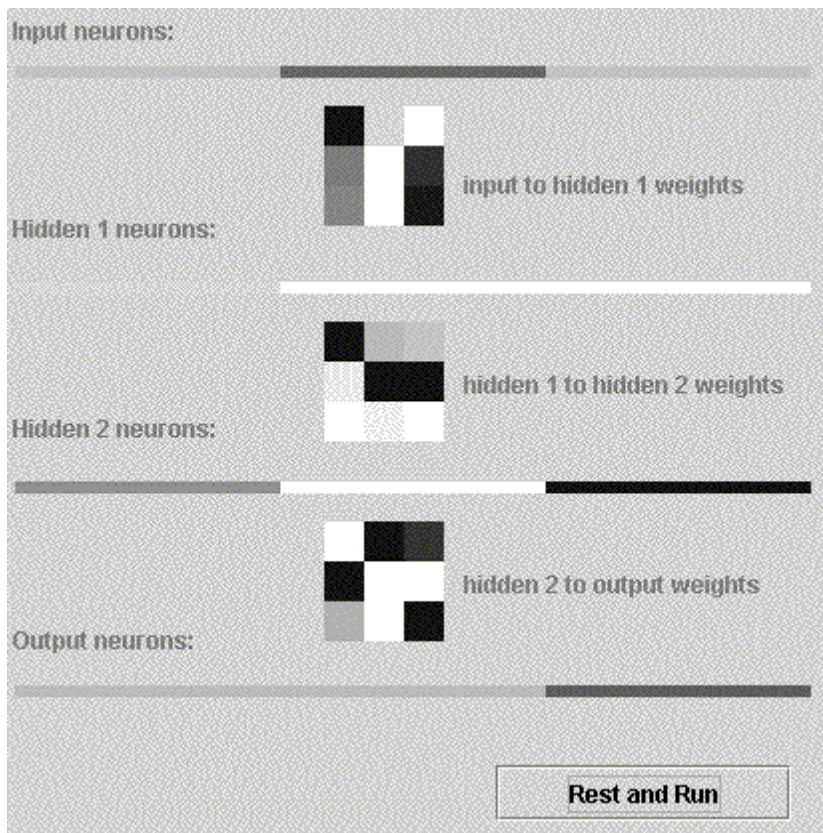 Input neurons:
input to hidden 1 weights
Hidden 1 neurons:
hidden 1 to hidden 2 weights
Hidden 2 neurons:
hidden 2 to output weights
Output neurons:
Rest and Run